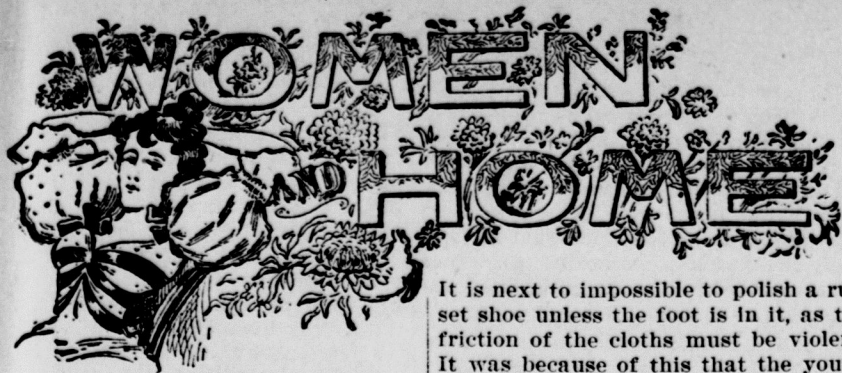 WOMEN
AND HOME
It is next to impossible to polish a ru
set shoe unless the foot is in it, as t
friction of the cloths must be viole
It was because of this that the you